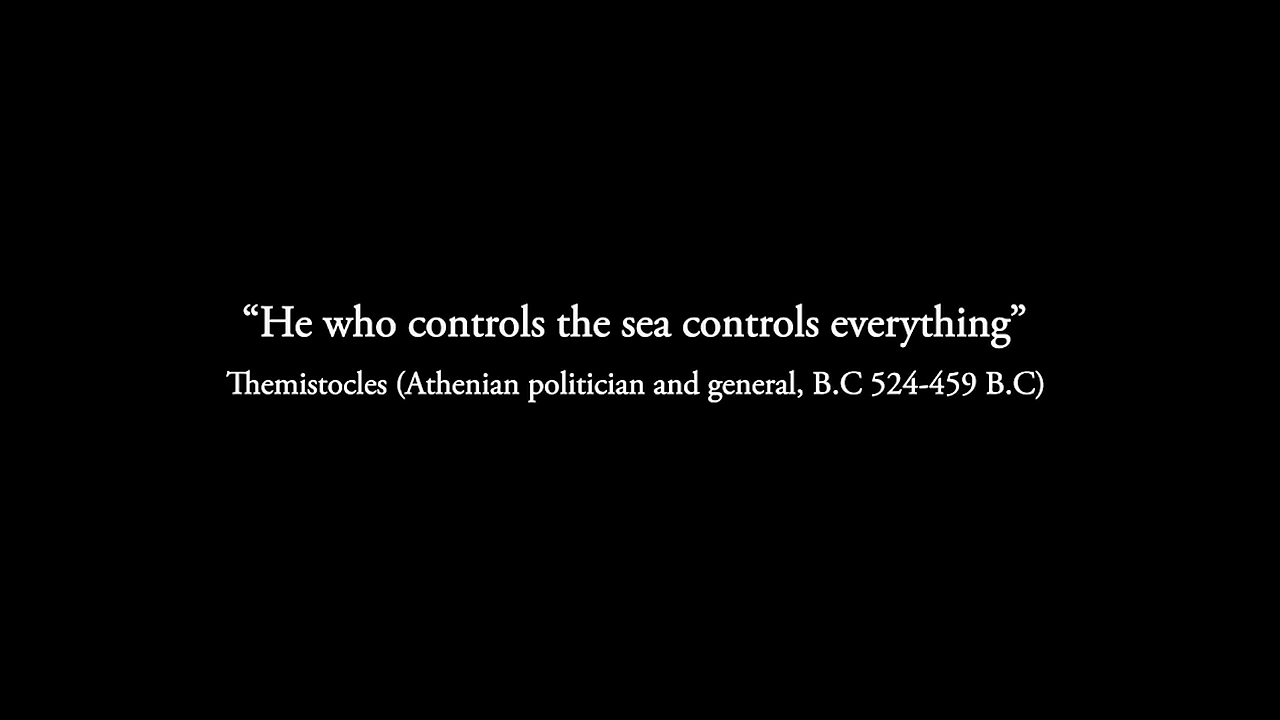 “He who controls the sea controls everything”
Themistocles (Athenian politician and general, B.C 524-459 B.C)